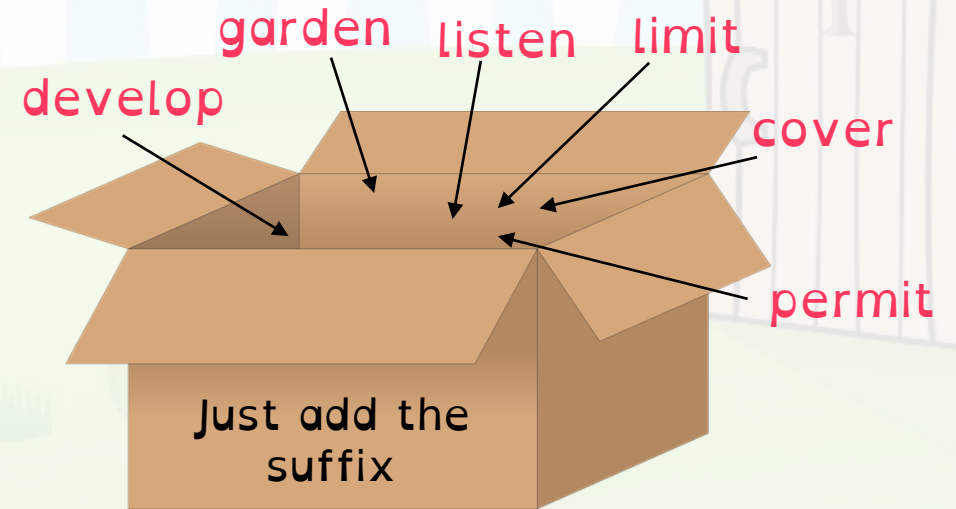 garden
listen
limit
develop
cover
permit
Just add the
suffix